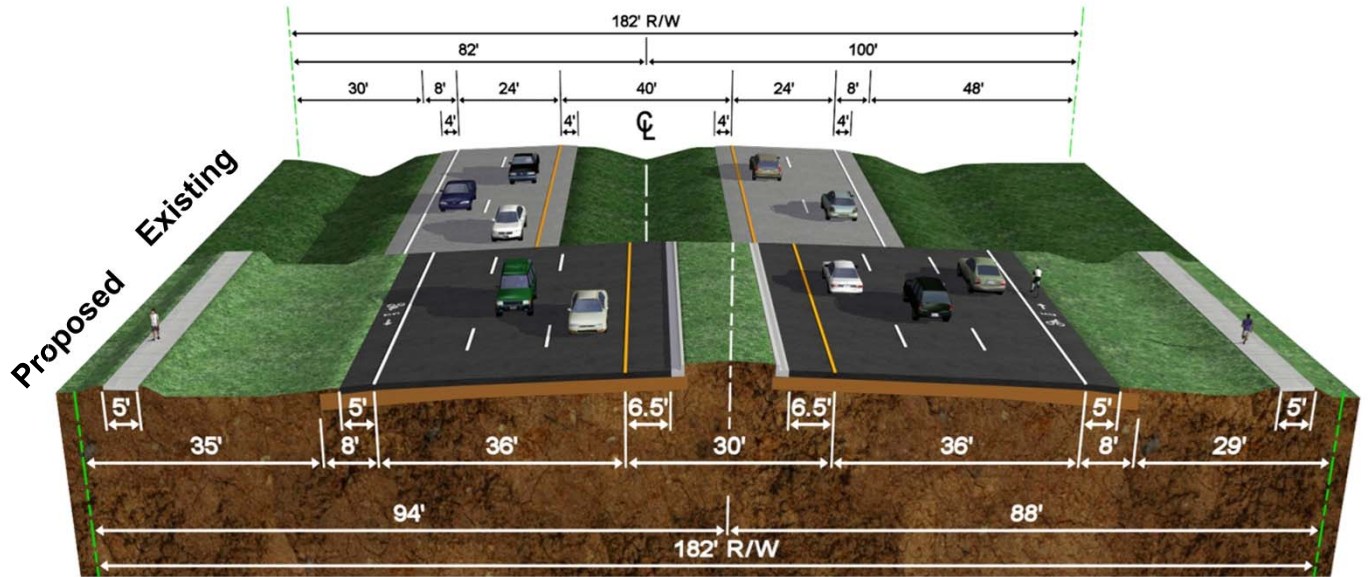 182' R/W
82' 100'
30' 8' 24' 40' 24' 8' 48'
4' 4' ℄ 4' 4'
Existing
Proposed
5' 5' 6.5' 6.5' 5' 5'
35' 8' 36' 30' 36' 8' 29'
94' 88'
182' R/W